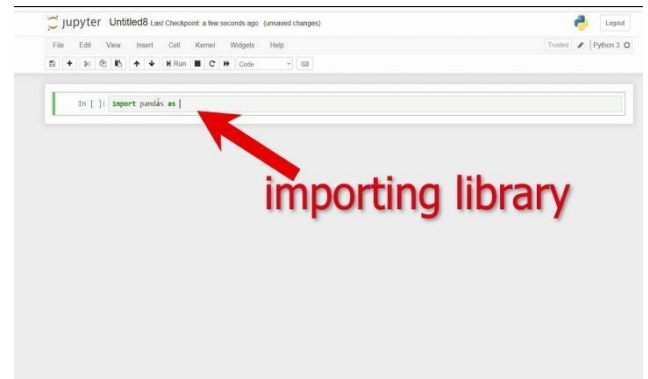 jupyter Untitled8 Last Checkpoint: a few seconds ago (unsaved changes) Logout
File Edit View Insert Cell Kernel Widgets Help Trusted Python 3
Run Code
In [ ]: import pandas as
importing library